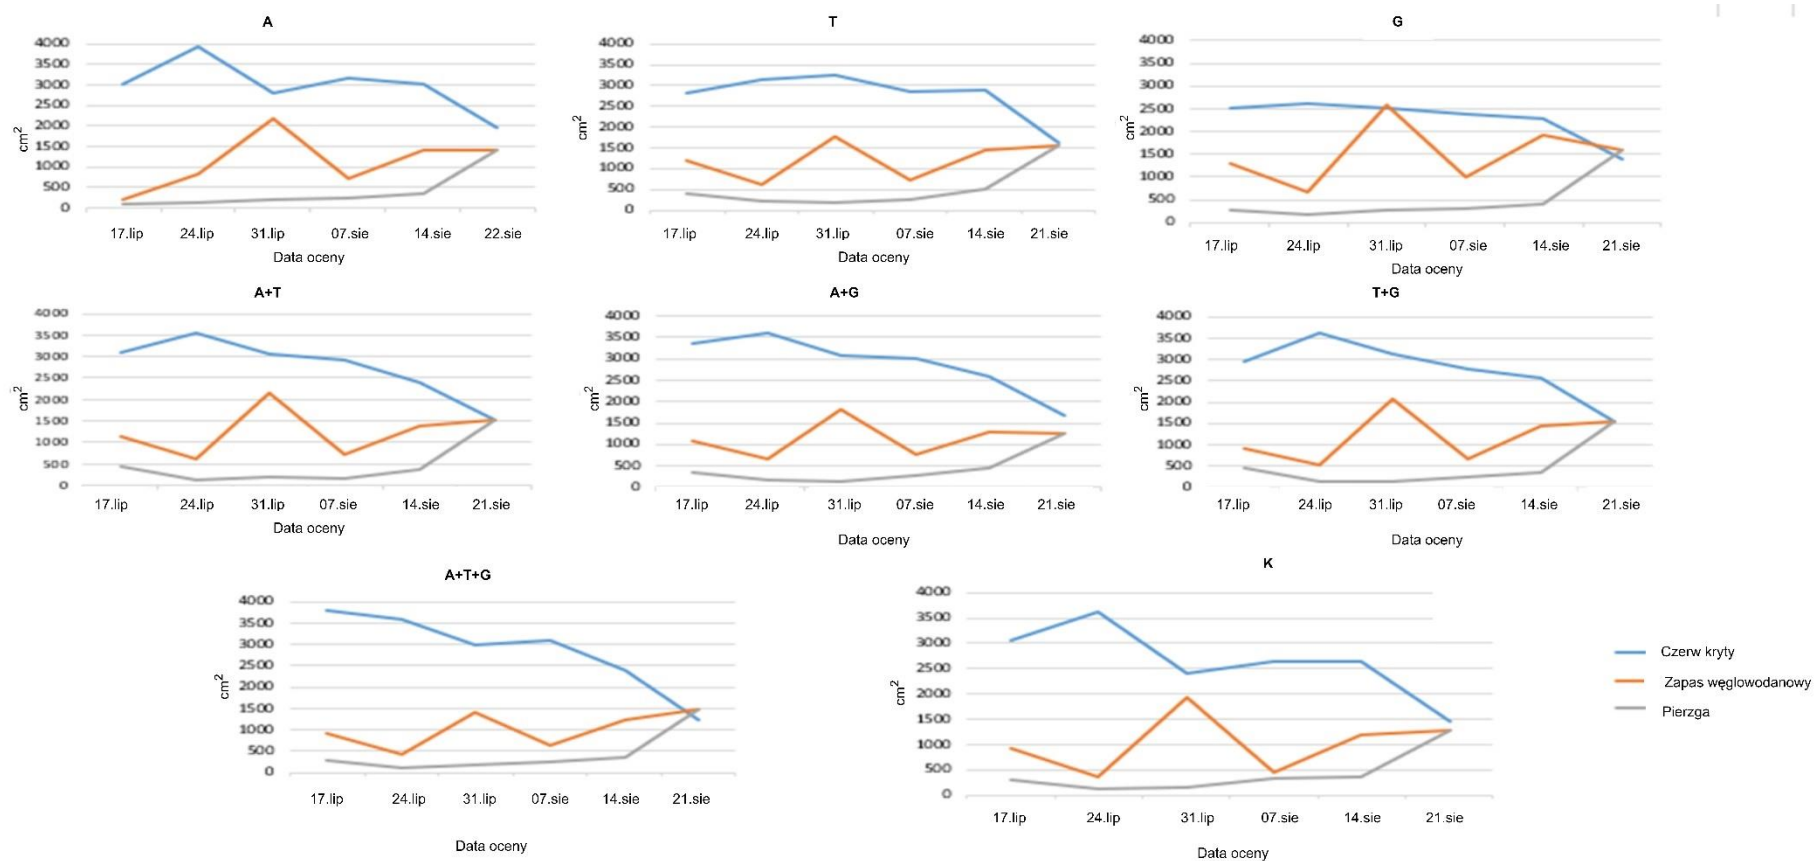 A
4000
3500
3000
2500
2000
1500
1000
500
0
cm²
17.lip 24.lip 31.lip 07.sie 14.sie 22.sie
Data oceny
T
4000
3500
3000
2500
2000
1500
1000
500
0
cm²
17.lip 24.lip 31.lip 07.sie 14.sie 21.sie
Data oceny
G
4000
3500
3000
2500
2000
1500
1000
500
0
cm²
17.lip 24.lip 31.lip 07.sie 14.sie 21.sie
Data oceny
A+T
4000
3500
3000
2500
2000
1500
1000
500
0
cm²
17.lip 24.lip 31.lip 07.sie 14.sie 21.sie
Data oceny
A+G
4000
3500
3000
2500
2000
1500
1000
500
0
cm²
17.lip 24.lip 31.lip 07.sie 14.sie 21.sie
Data oceny
T+G
4000
3500
3000
2500
2000
1500
1000
500
0
cm²
17.lip 24.lip 31.lip 07.sie 14.sie 21.sie
Data oceny
A+T+G
4000
3500
3000
2500
2000
1500
1000
500
0
cm²
17.lip 24.lip 31.lip 07.sie 14.sie 21.sie
Data oceny
K
4000
3500
3000
2500
2000
1500
1000
500
0
cm²
17.lip 24.lip 31.lip 07.sie 14.sie 21.sie
Data oceny
Czerw kryty
Zapas węglowodanowy
Pierzga